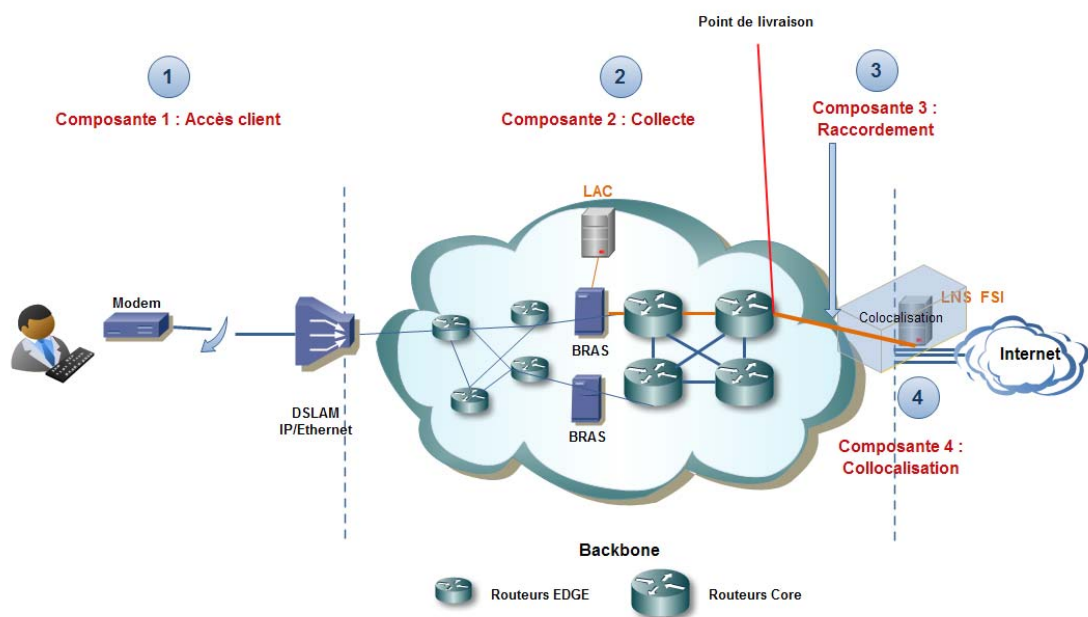 Point de livraison
1
2
3
Composante 1 : Accès client
Composante 2 : Collecte
Composante 3 :
Raccordement
LAC
Modem
LNS FSI
Colocalisation
BRAS
Internet
DSLAM
IP/Ethernet
BRAS
4
Composante 4 :
Collocalisation
Backbone
Routeurs EDGE
Routeurs Core